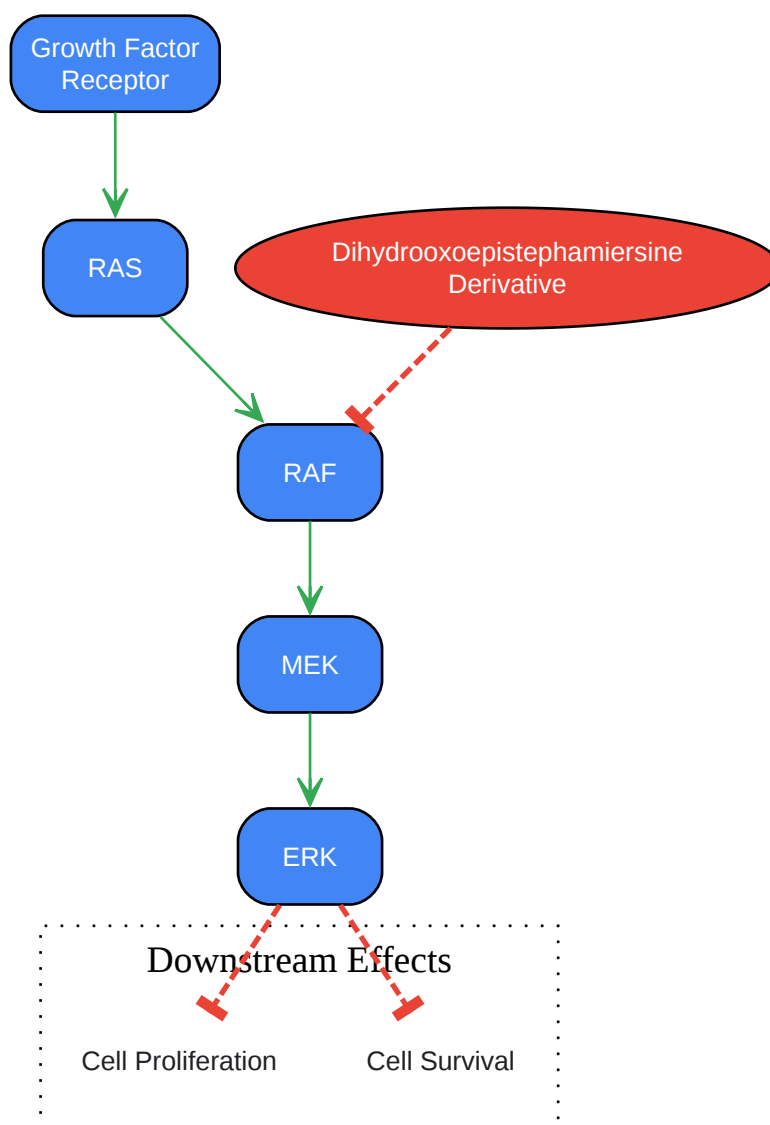 Growth Factor
Receptor
RAS
Dihydrooxoepistephamiersine
Derivative
RAF
MEK
ERK
Downstream Effects
Cell Proliferation
Cell Survival